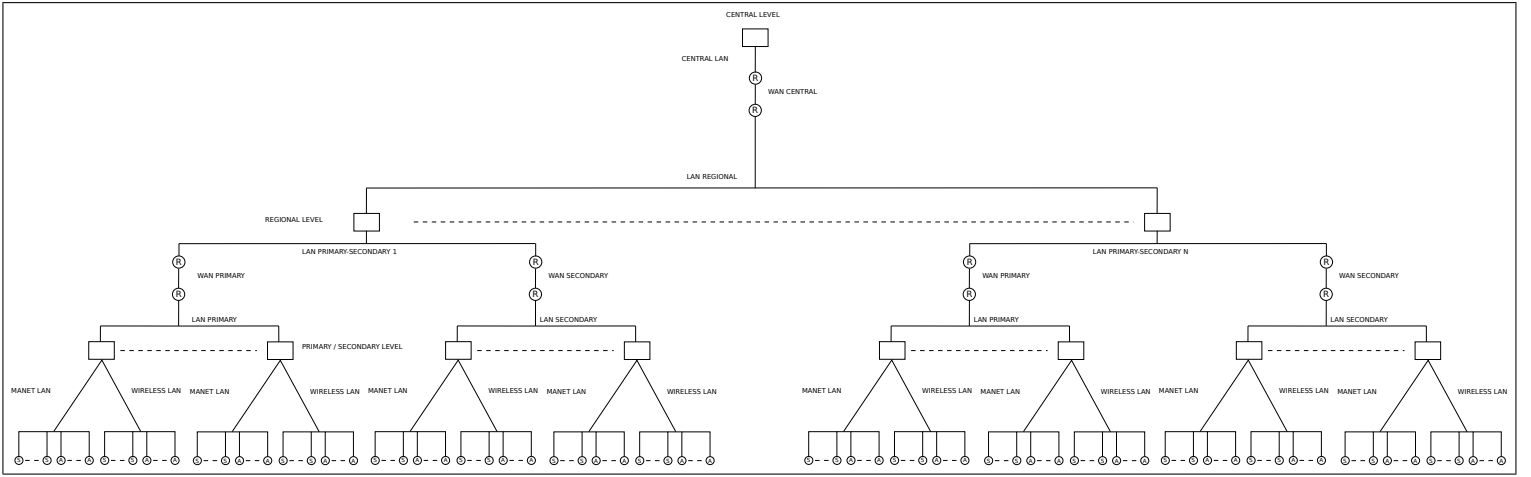 CENTRAL LEVEL
CENTRAL LAN
R
WAN CENTRAL
R
LAN REGIONAL
REGIONAL LEVEL
LAN PRIMARY-SECONDARY 1 LAN PRIMARY-SECONDARY N
R R R R
WAN PRIMARY WAN SECONDARY WAN PRIMARY WAN SECONDARY
R R R R
LAN PRIMARY LAN SECONDARY LAN PRIMARY LAN SECONDARY
PRIMARY / SECONDARY LEVEL
MANET LAN WIRELESS LAN MANET LAN WIRELESS LAN MANET LAN WIRELESS LAN MANET LAN WIRELESS LAN MANET LAN WIRELESS LAN MANET LAN WIRELESS LAN MANET LAN WIRELESS LAN MANET LAN WIRELESS LAN
S S A A S S A A S S A A S S A A S S A A S S A A S S A A S S A A S S A A S S A A S S A A S S A A S S A A S S A A S S A A S S A A